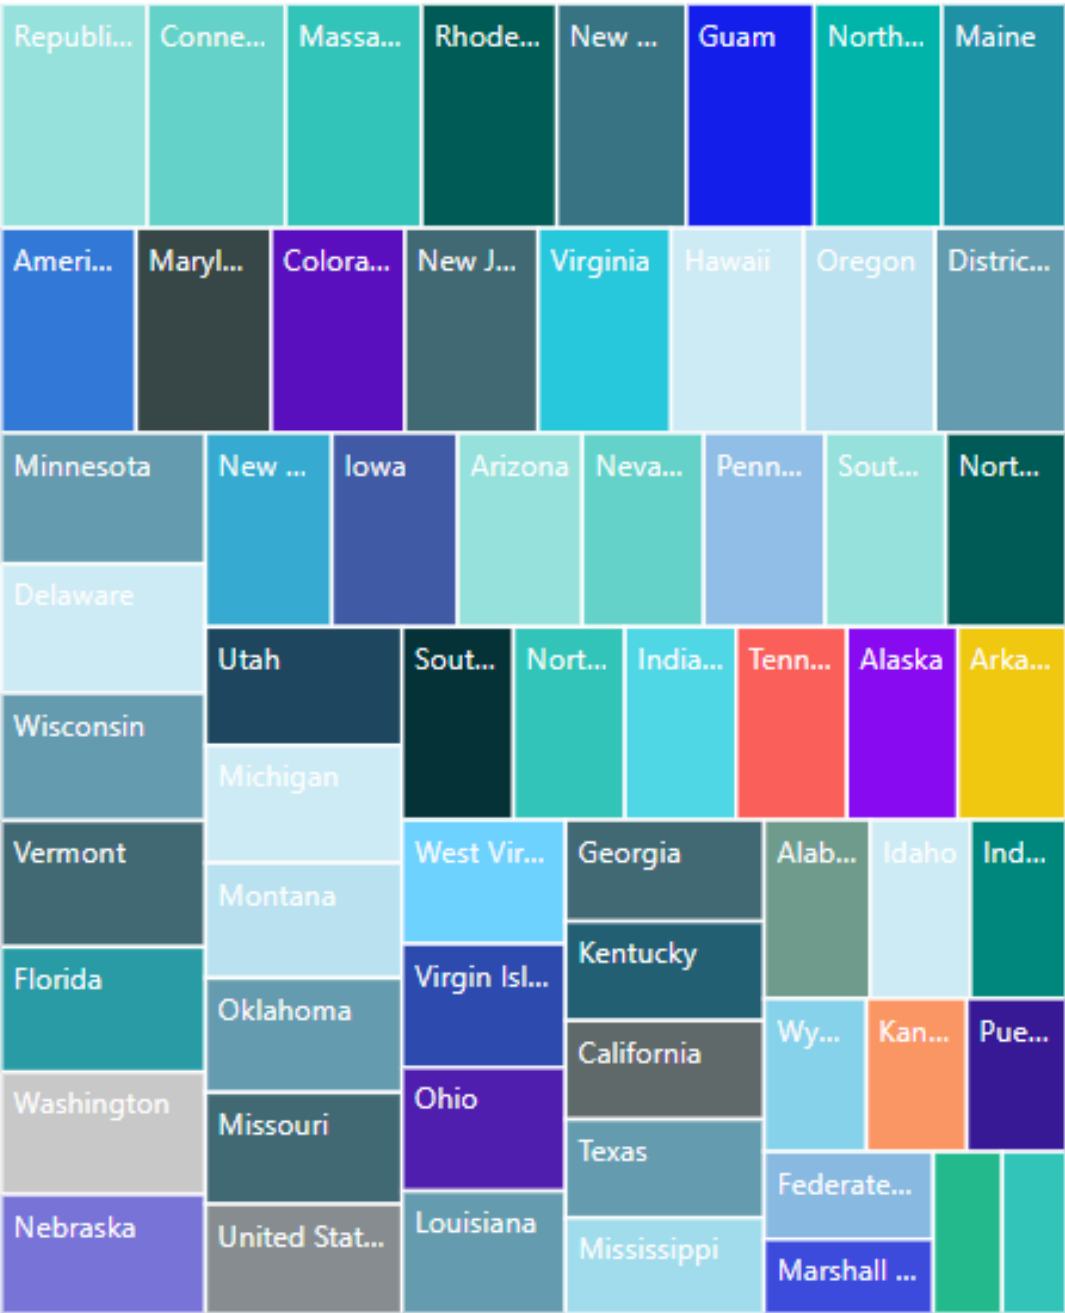 Republi...
Conne...
Massa...
Rhode...
New ...
Guam
North...
Maine
Ameri...
Maryl...
Colora...
New J...
Virginia
Hawaii
Oregon
Distric...
Minnesota
New ...
Iowa
Arizona
Neva...
Penn...
Sout...
Nort...
Delaware
Utah
Sout...
Nort...
India...
Tenn...
Alaska
Arka...
Wisconsin
Michigan
Vermont
Montana
West Vir...
Georgia
Alab...
Idaho
Ind...
Kentucky
Florida
Oklahoma
Virgin Isl...
California
Wy...
Kan...
Pue...
Washington
Missouri
Ohio
Texas
Federate...
Nebraska
United Stat...
Louisiana
Mississippi
Marshall ...